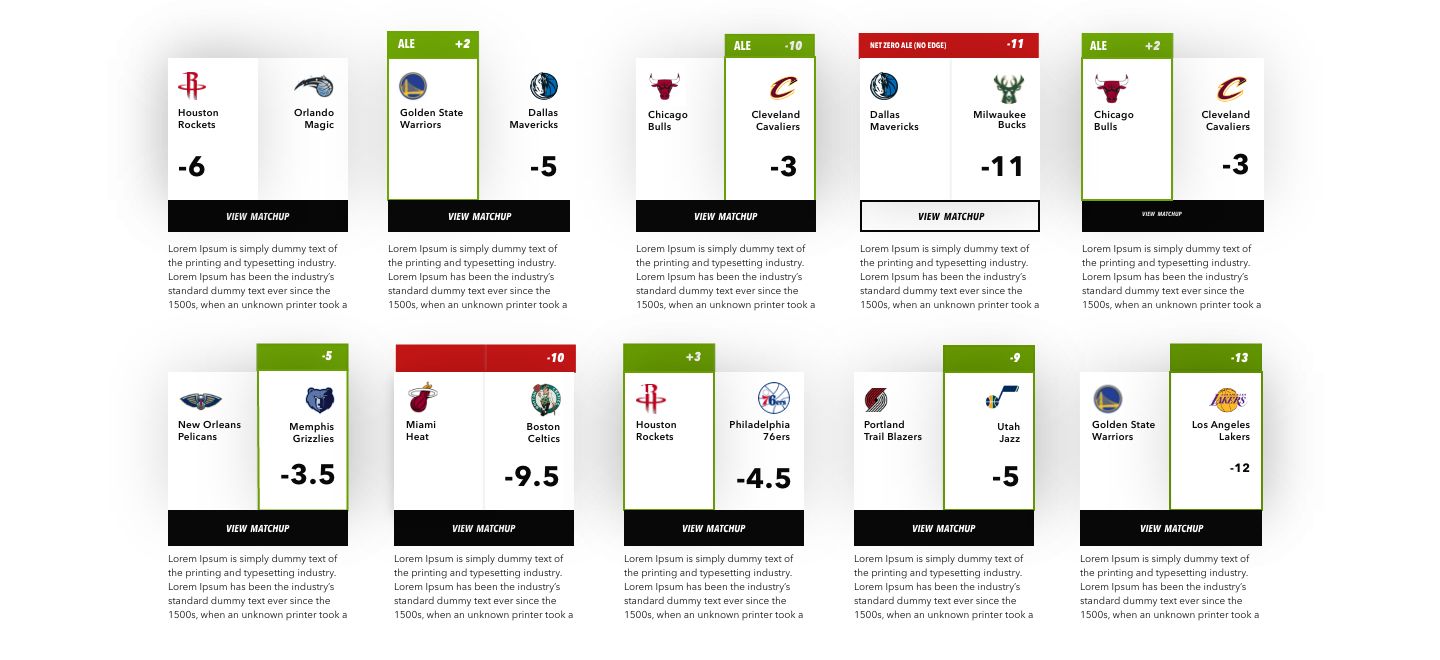 Houston
Rockets
Orlando
Magic
-6
VIEW MATCHUP
Lorem Ipsum is simply dummy text of
the printing and typesetting industry.
Lorem Ipsum has been the industry's
standard dummy text ever since the
1500s, when an unknown printer took a
ALE +2
Golden State
Warriors
Dallas
Mavericks
-5
VIEW MATCHUP
Lorem Ipsum is simply dummy text of
the printing and typesetting industry.
Lorem Ipsum has been the industry's
standard dummy text ever since the
1500s, when an unknown printer took a
ALE -10
Chicago
Bulls
Cleveland
Cavaliers
-3
VIEW MATCHUP
Lorem Ipsum is simply dummy text of
the printing and typesetting industry.
Lorem Ipsum has been the industry's
standard dummy text ever since the
1500s, when an unknown printer took a
NET ZERO ALE (NO EDGE) -11
Dallas
Mavericks
Milwaukee
Bucks
-11
VIEW MATCHUP
Lorem Ipsum is simply dummy text of
the printing and typesetting industry.
Lorem Ipsum has been the industry's
standard dummy text ever since the
1500s, when an unknown printer took a
ALE +2
Chicago
Bulls
Cleveland
Cavaliers
-3
VIEW MATCHUP
Lorem Ipsum is simply dummy text of
the printing and typesetting industry.
Lorem Ipsum has been the industry's
standard dummy text ever since the
1500s, when an unknown printer took a
-5
New Orleans
Pelicans
Memphis
Grizzlies
-3.5
VIEW MATCHUP
Lorem Ipsum is simply dummy text of
the printing and typesetting industry.
Lorem Ipsum has been the industry's
standard dummy text ever since the
1500s, when an unknown printer took a
-10
Miami
Heat
Boston
Celtics
-9.5
VIEW MATCHUP
Lorem Ipsum is simply dummy text of
the printing and typesetting industry.
Lorem Ipsum has been the industry's
standard dummy text ever since the
1500s, when an unknown printer took a
+3
Houston
Rockets
76ers
Philadelphia
76ers
-4.5
VIEW MATCHUP
Lorem Ipsum is simply dummy text of
the printing and typesetting industry.
Lorem Ipsum has been the industry's
standard dummy text ever since the
1500s, when an unknown printer took a
-9
Portland
Trail Blazers
Utah
Jazz
-5
VIEW MATCHUP
Lorem Ipsum is simply dummy text of
the printing and typesetting industry.
Lorem Ipsum has been the industry's
standard dummy text ever since the
1500s, when an unknown printer took a
-13
Golden State
Warriors
LAKERS
Los Angeles
Lakers
-12
VIEW MATCHUP
Lorem Ipsum is simply dummy text of
the printing and typesetting industry.
Lorem Ipsum has been the industry's
standard dummy text ever since the
1500s, when an unknown printer took a